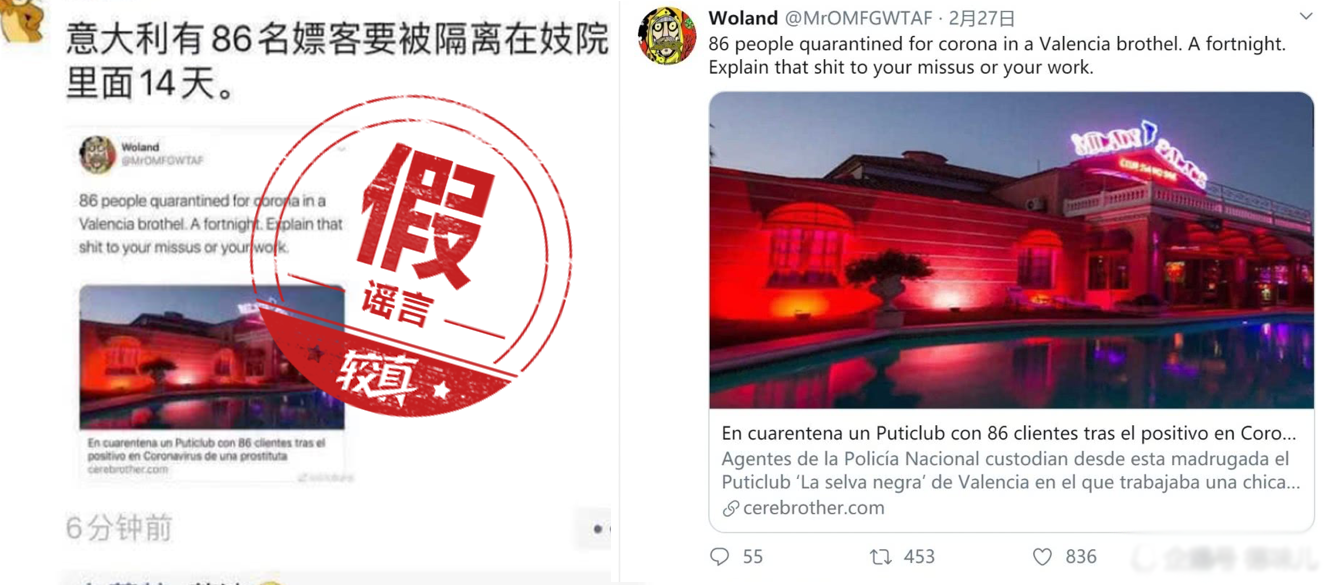 意大利有86名嫖客要被隔离在妓院
里面14天。
Woland
@MrOMFGWTAF
86 people quarantined for corona in a
Valencia brothel. A fortnight. Explain that
shit to your missus or your work.
En cuarentena un Puticlub con 86 clientes tras el
positivo en Coronavirus de una prostituta
cerebrother.com
6分钟前
假
谣言
较真
Woland @MrOMFGWTAF · 2月27日
86 people quarantined for corona in a Valencia brothel. A fortnight.
Explain that shit to your missus or your work.
MILADY PALACE
En cuarentena un Puticlub con 86 clientes tras el positivo en Coro...
Agentes de la Policía Nacional custodian desde esta madrugada el
Puticlub ‘La selva negra’ de Valencia en el que trabajaba una chica...
cerebrother.com
55 453 836